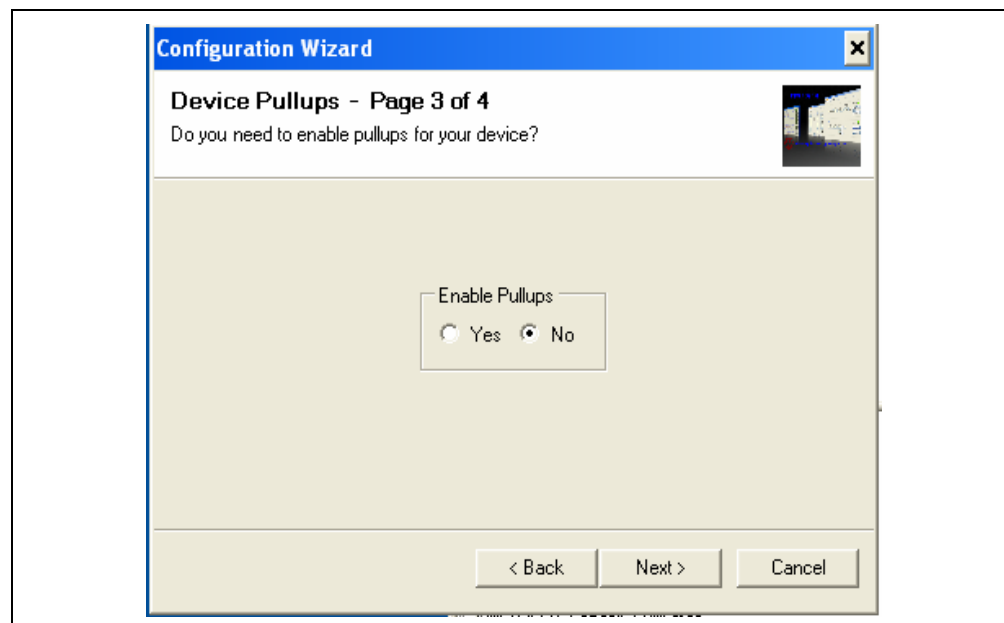 Configuration Wizard
Device Pullups - Page 3 of 4
Do you need to enable pullups for your device?
Enable Pullups
Yes No
< Back Next > Cancel